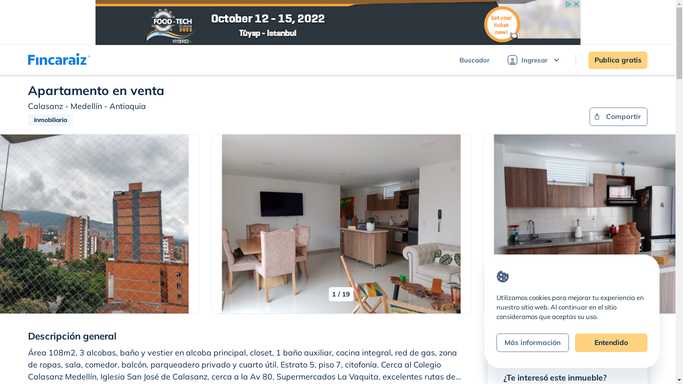 FOOD-TECH
October 12 - 15, 2022
Tüyap - Istanbul
Get your ticket now!
Fincaraiz
Buscador
Ingresar
Publica gratis
Apartamento en venta
Calasanz - Medellín - Antioquia
Inmobiliaria
Compartir
1 / 19
Utilizamos cookies para mejorar tu experiencia en
nuestro sitio web. Al continuar en el sitio
consideramos que aceptas su uso.
Más información
Entendido
Descripción general
Área 108m2, 3 alcobas, baño y vestier en alcoba principal, closet, 1 baño auxiliar, cocina integral, red de gas, zona
de ropas, sala, comedor, balcón, parqueadero privado y cuarto útil. Estrato 5, piso 7, citofonía. Cerca al Colegio
Calasanz Medellín, Iglesia San José de Calasanz, cerca a la Av 80, Supermercados La Vaquita, excelentes rutas de...
¿Te interesó este inmueble?